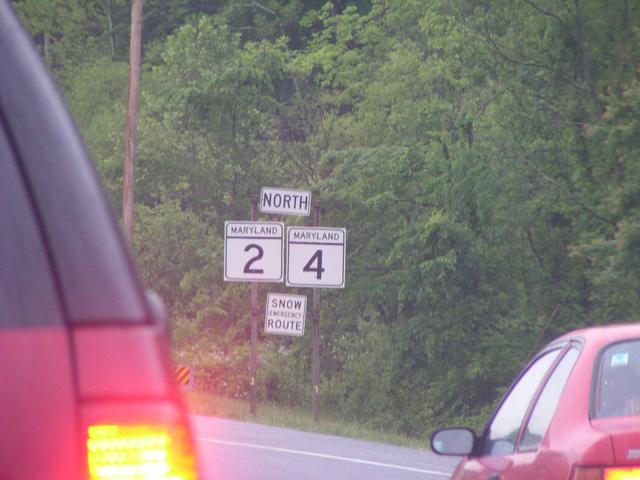 NORTH
MARYLAND
2
MARYLAND
4
SNOW
EMERGENCY
ROUTE